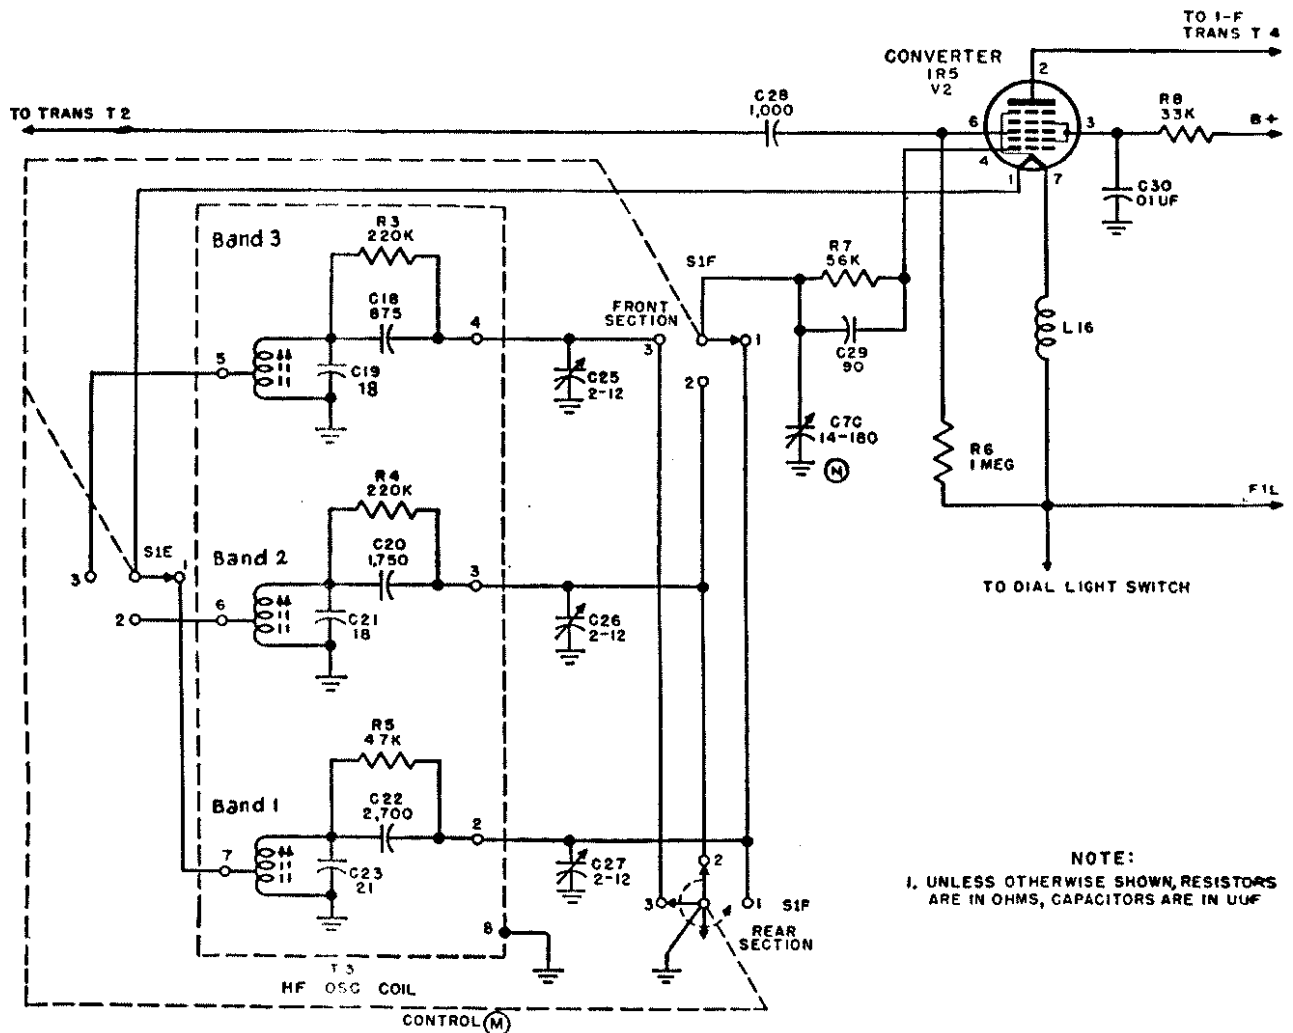 TO I-F
TRANS T 4
CONVERTER
1R5
V2
2
C28
1,000
TO TRANS T2
6
3
R8
33K
B+
4
1
7
C30
.01UF
R3
220K
Band 3
R7
56K
S1F
C18
875
FRONT
SECTION
4
3
1
L16
5
C19
18
C25
2-12
C29
90
2
C7C
14-180
N
R6
1 MEG
R4
220K
FIL
S1E
Band 2
C20
1,750
3
1
3
TO DIAL LIGHT SWITCH
2
6
C21
18
C26
2-12
R5
47K
Band 1
C22
2,700
2
7
C23
21
C27
2-12
2
NOTE:
1. UNLESS OTHERWISE SHOWN, RESISTORS
ARE IN OHMS, CAPACITORS ARE IN UUF
3
1
S1F
REAR
SECTION
8
T3
HF OSC COIL
CONTROL M